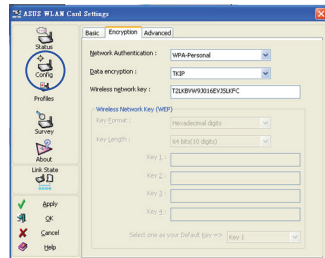 ASUS WLAN Card Settings
Status
Config
Profiles
Survey
About
Link State
Apply
OK
Cancel
Help
Basic Encryption Advanced
Network Authentication : WPA-Personal
Data encryption : TKIP
Wireless network key : T2LKBYW9J016EVJSLKFC
Wireless Network Key (WEP)
Key Format : Hexadecimal digits
Key Length : 64 bits(10 digits)
Key 1 :
Key 2 :
Key 3 :
Key 4 :
Select one as your Default Key => Key 1